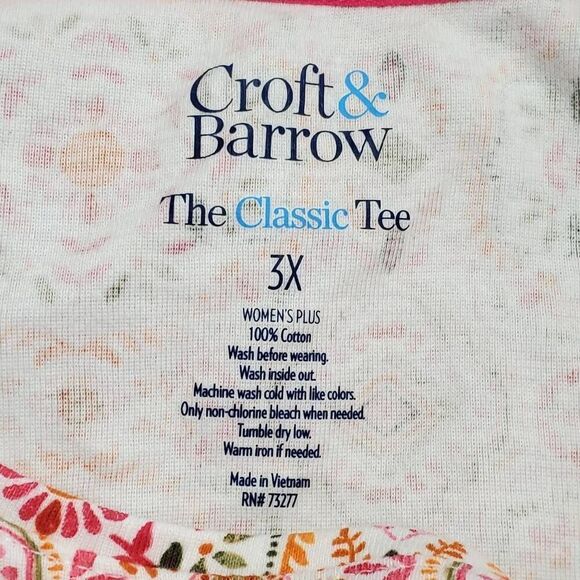 Croft&
Barrow
The Classic Tee
3X
WOMEN'S PLUS
100% Cotton
Wash before wearing.
Wash inside out.
Machine wash cold with like colors.
Only non-chlorine bleach when needed.
Tumble dry low.
Warm iron if needed.
Made in Vietnam
RN# 73277